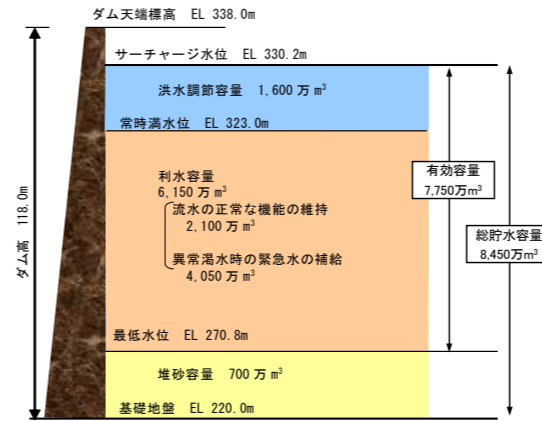 ダム天端標高 EL 338.0m
サーチャージ水位 EL 330.2m
洪水調節容量 1,600 万 m³
常時満水位 EL 323.0m
有効容量
7,750万m³
利水容量
6,150 万 m³
流水の正常な機能の維持
2,100 万 m³
異常渇水時の緊急水の補給
4,050 万 m³
総貯水容量
8,450万m³
ダム高 118.0m
最低水位 EL 270.8m
堆砂容量 700 万 m³
基礎地盤 EL 220.0m